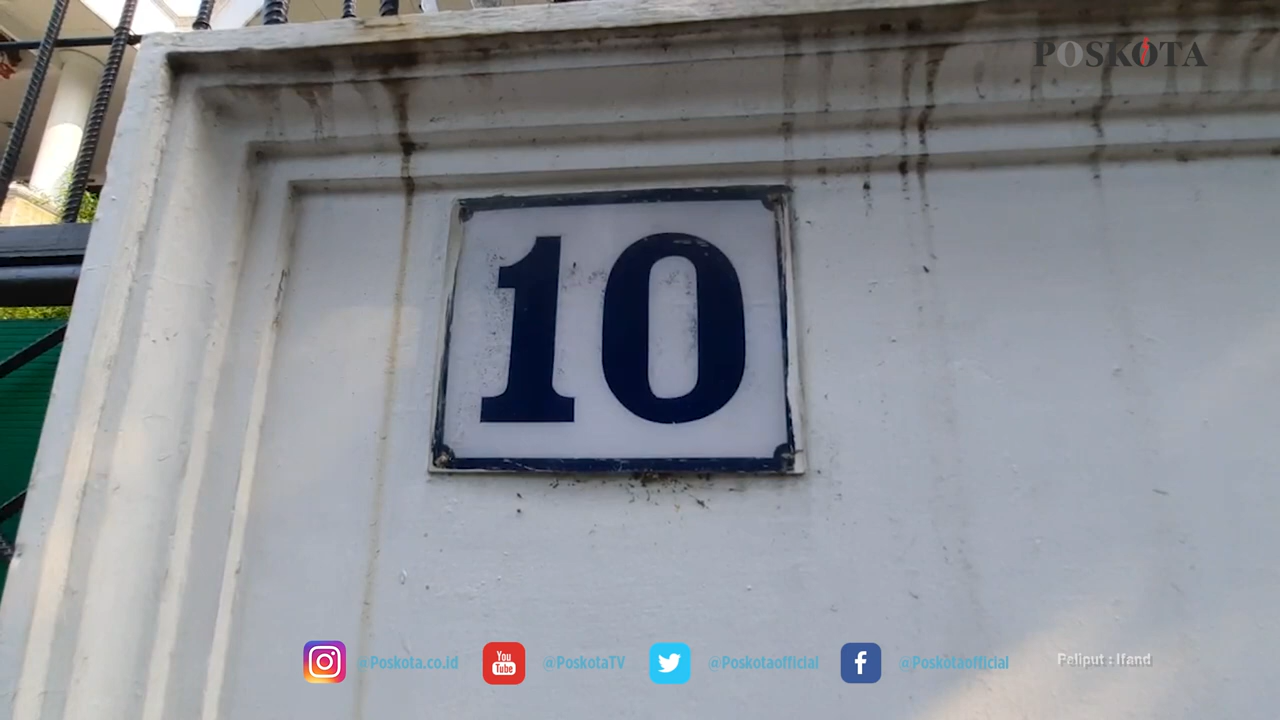 POSKOTA
10
@Poskota.co.id
You Tube
@PoskotaTV
@Poskotaofficial
f
@Poskotaofficial
Peliput : Ifand